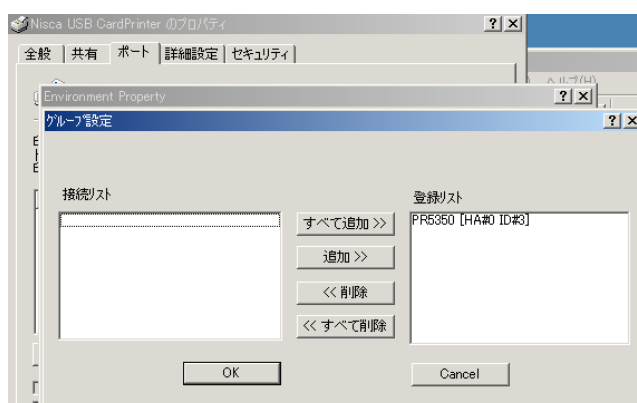 Nisca USB CardPrinter のプロパティ
全般
共有
ポート
詳細設定
セキュリティ
ヘルプ(H)
Environment Property
グループ設定
接続リスト
登録リスト
PR5350 [HA#0 ID#3]
すべて追加 >>
追加 >>
<< 削除
<< すべて削除
OK
Cancel